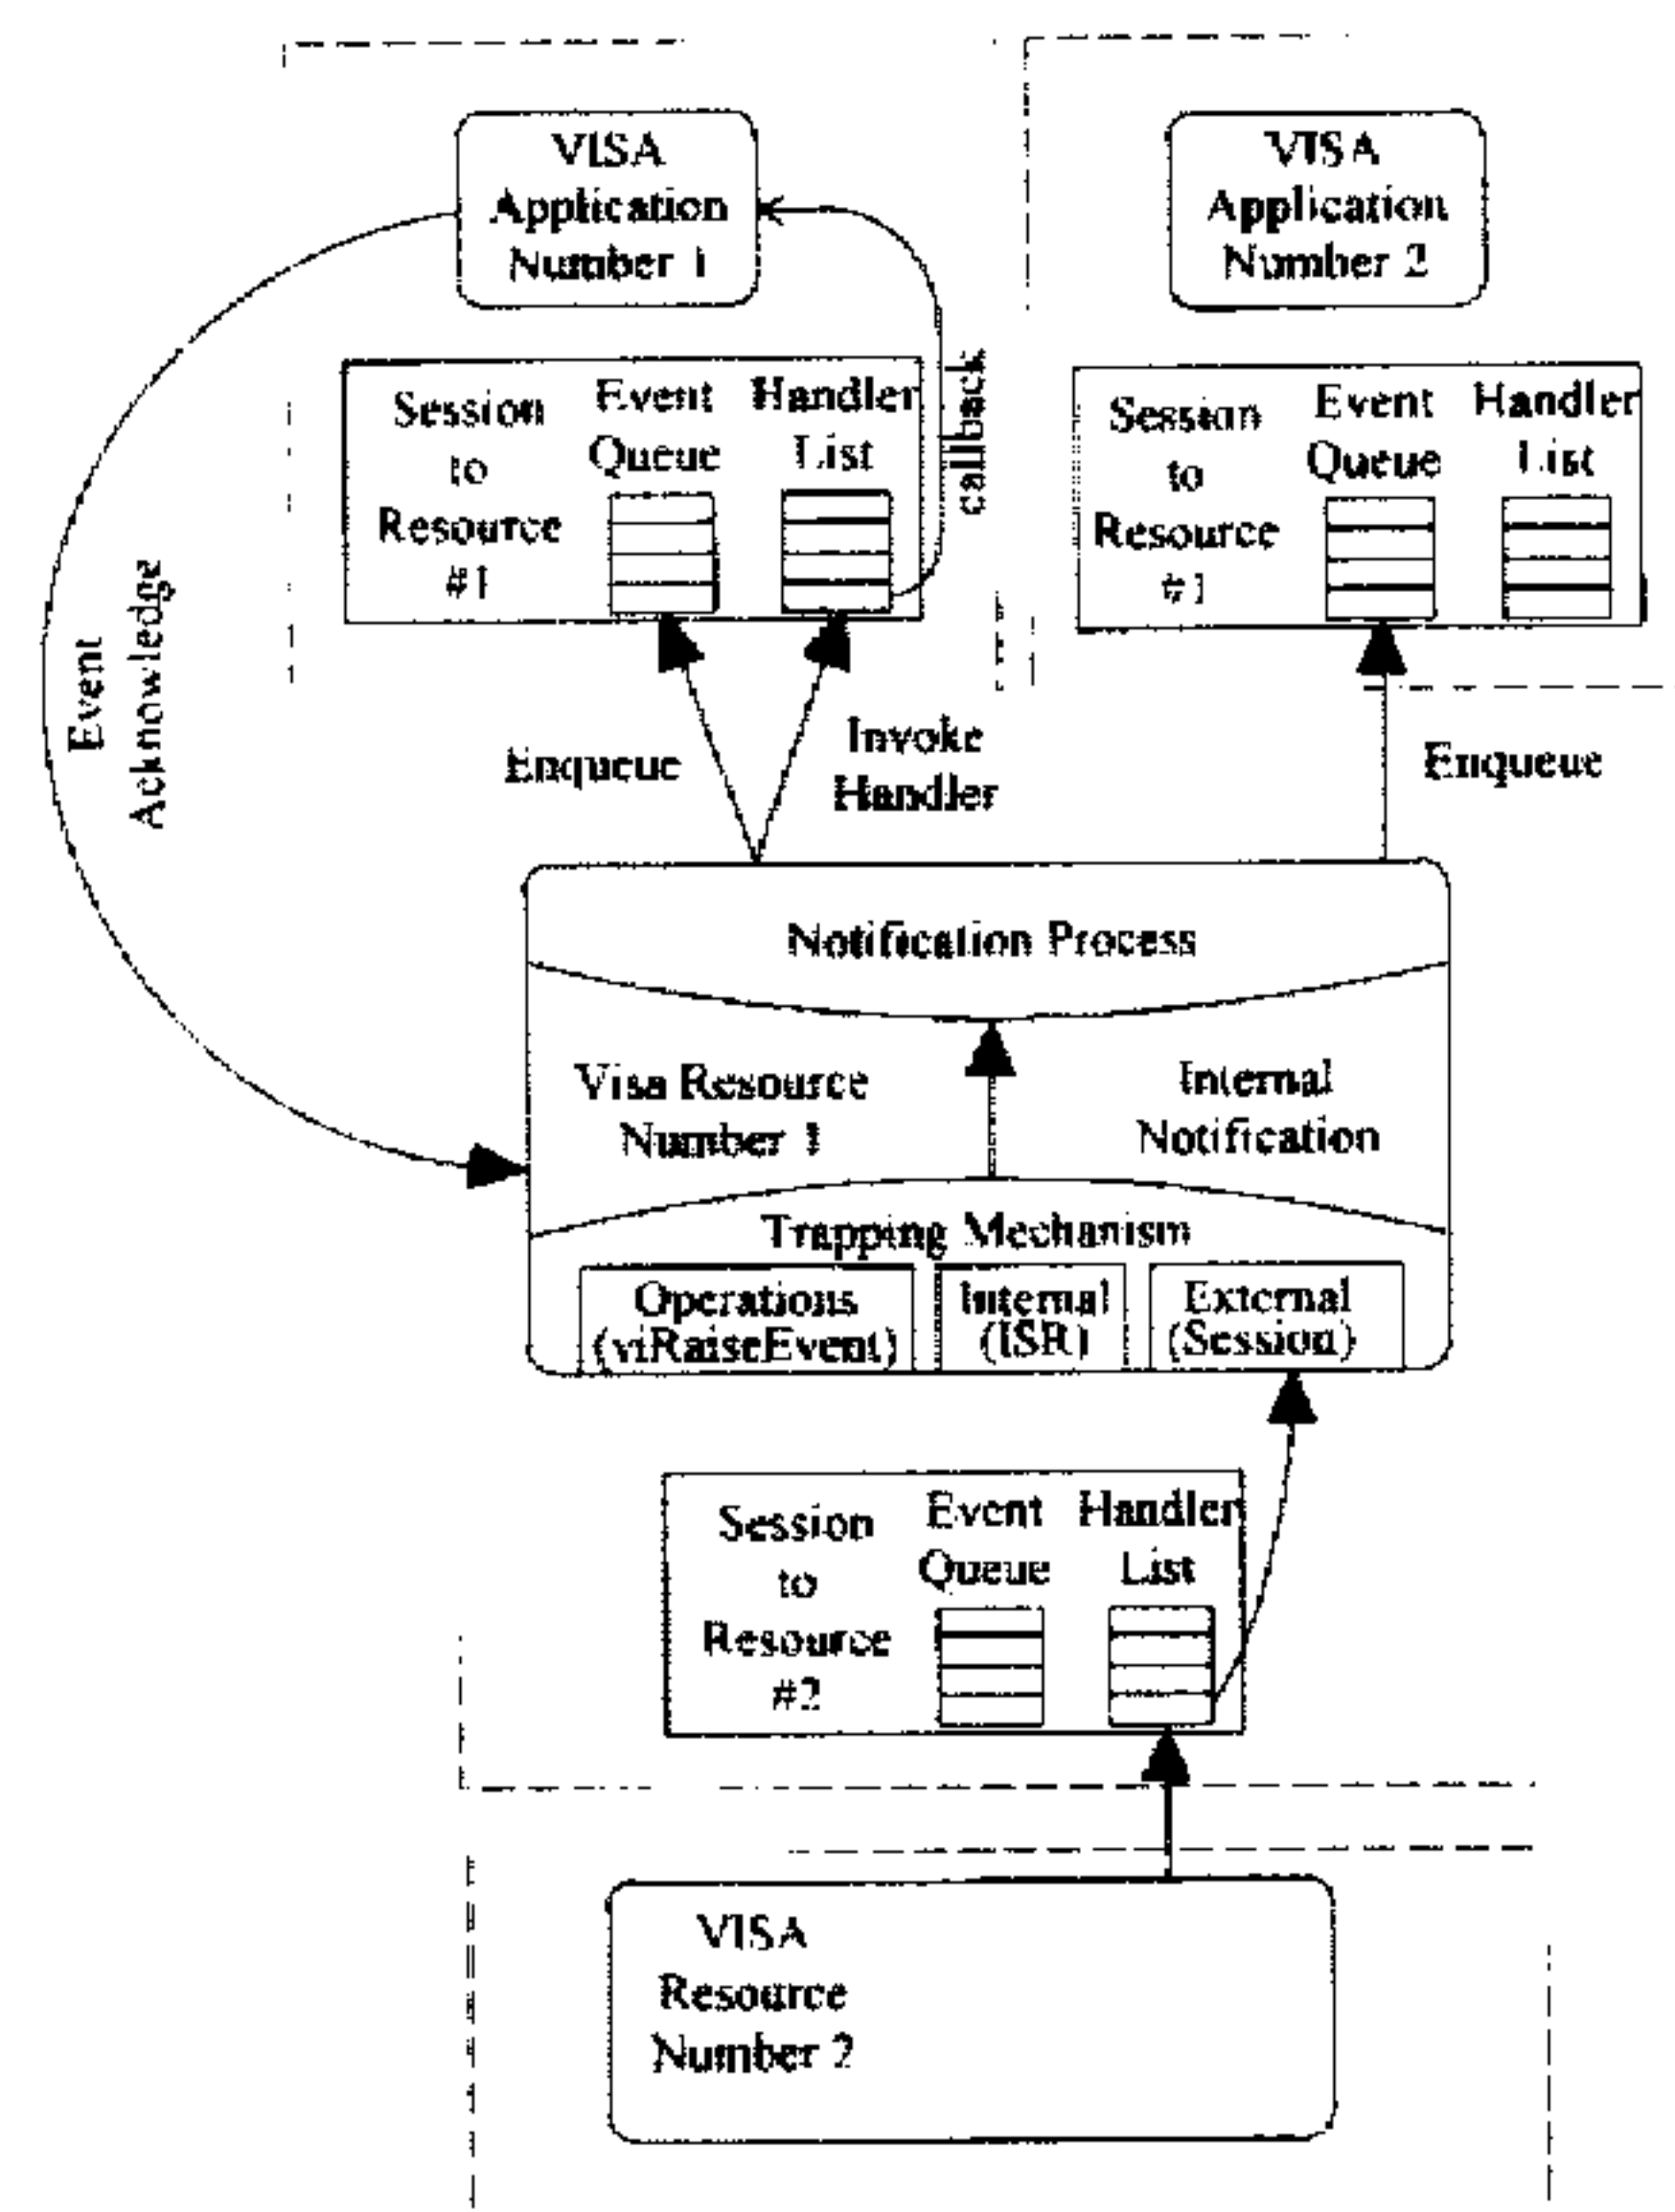 VISA
Application
Number 1
VISA
Application
Number 2
Session
to
Resource
#1
Event
Queue
Handler
List
callback
Session
to
Resource
#1
Event
Queue
Handler
List
Event
Acknowledge
Enqueue
Invoke
Handler
Enqueue
Notification Process
Visa Resource
Number 1
Internal
Notification
Trapping Mechanism
Operations
(viRaiseEvent)
Internal
(ISR)
External
(Session)
Session
to
Resource
#2
Event
Queue
Handler
List
VISA
Resource
Number 2